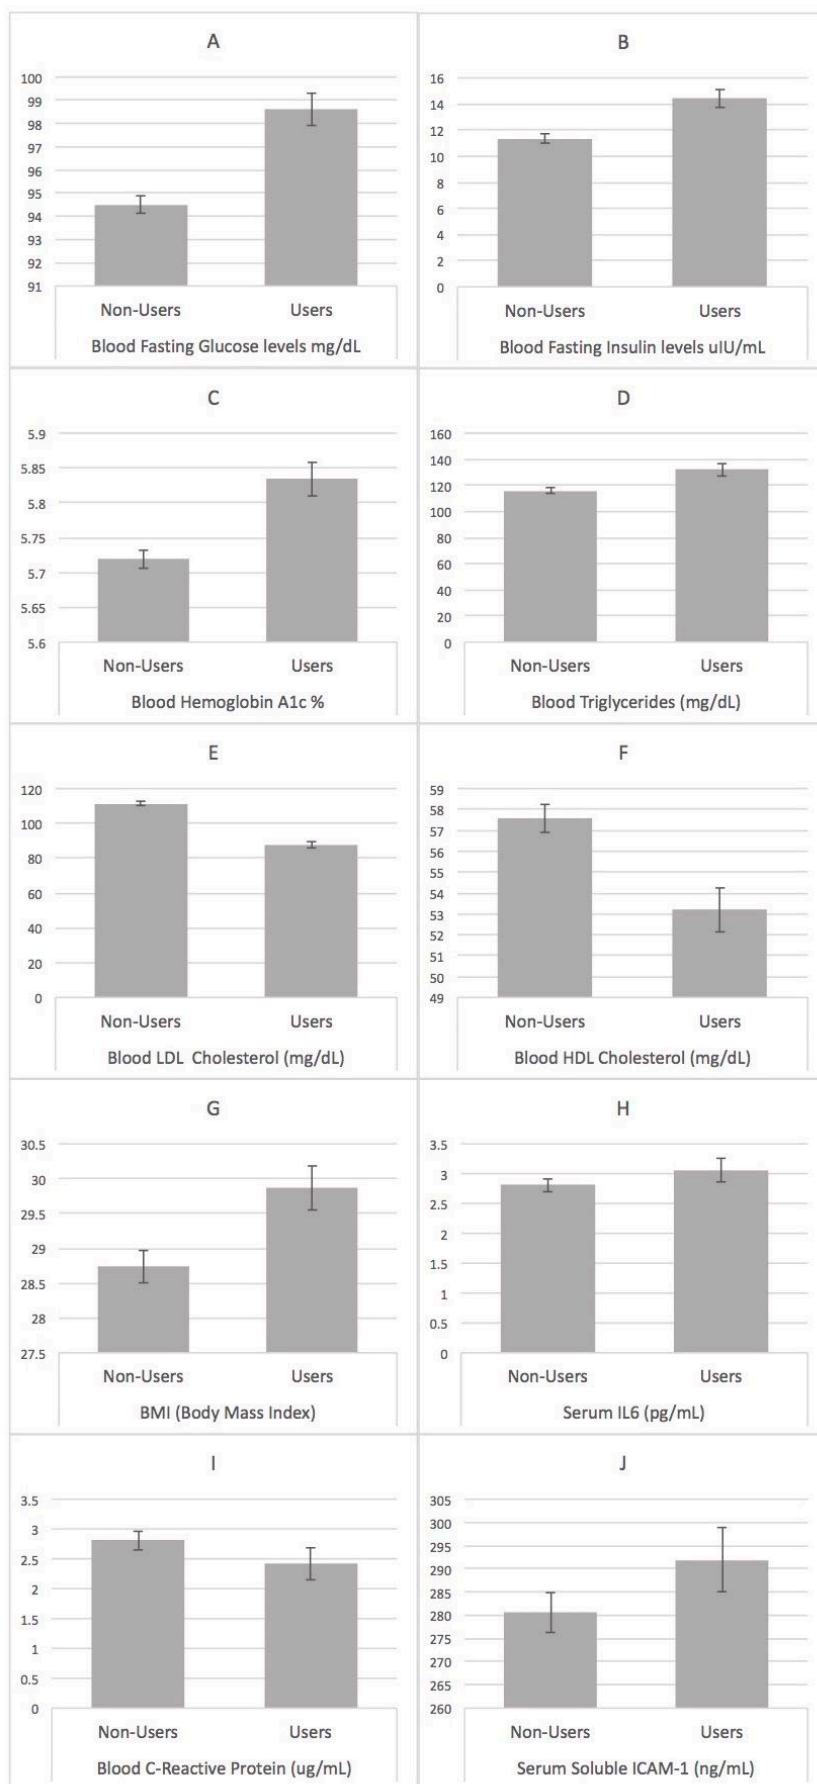 A
100
99
98
97
96
95
94
93
92
91
Non-Users Users
Blood Fasting Glucose levels mg/dL
B
16
14
12
10
8
6
4
2
0
Non-Users Users
Blood Fasting Insulin levels uIU/mL
C
5.9
5.85
5.8
5.75
5.7
5.65
5.6
Non-Users Users
Blood Hemoglobin A1c %
D
160
140
120
100
80
60
40
20
0
Non-Users Users
Blood Triglycerides (mg/dL)
E
120
100
80
60
40
20
0
Non-Users Users
Blood LDL Cholesterol (mg/dL)
F
59
58
57
56
54
53
52
51
50
49
Non-Users Users
Blood HDL Cholesterol (mg/dL)
G
30.5
30
29.5
29
28.5
28
27.5
Non-Users Users
BMI (Body Mass Index)
H
3.5
3
2.5
2
1.5
1
0.5
0
Non-Users Users
Serum IL6 (pg/mL)
I
3.5
3
2.5
2
1.5
1
0.5
0
Non-Users Users
Blood C-Reactive Protein (ug/mL)
J
305
300
295
290
285
280
275
270
265
260
Non-Users Users
Serum Soluble ICAM-1 (ng/mL)